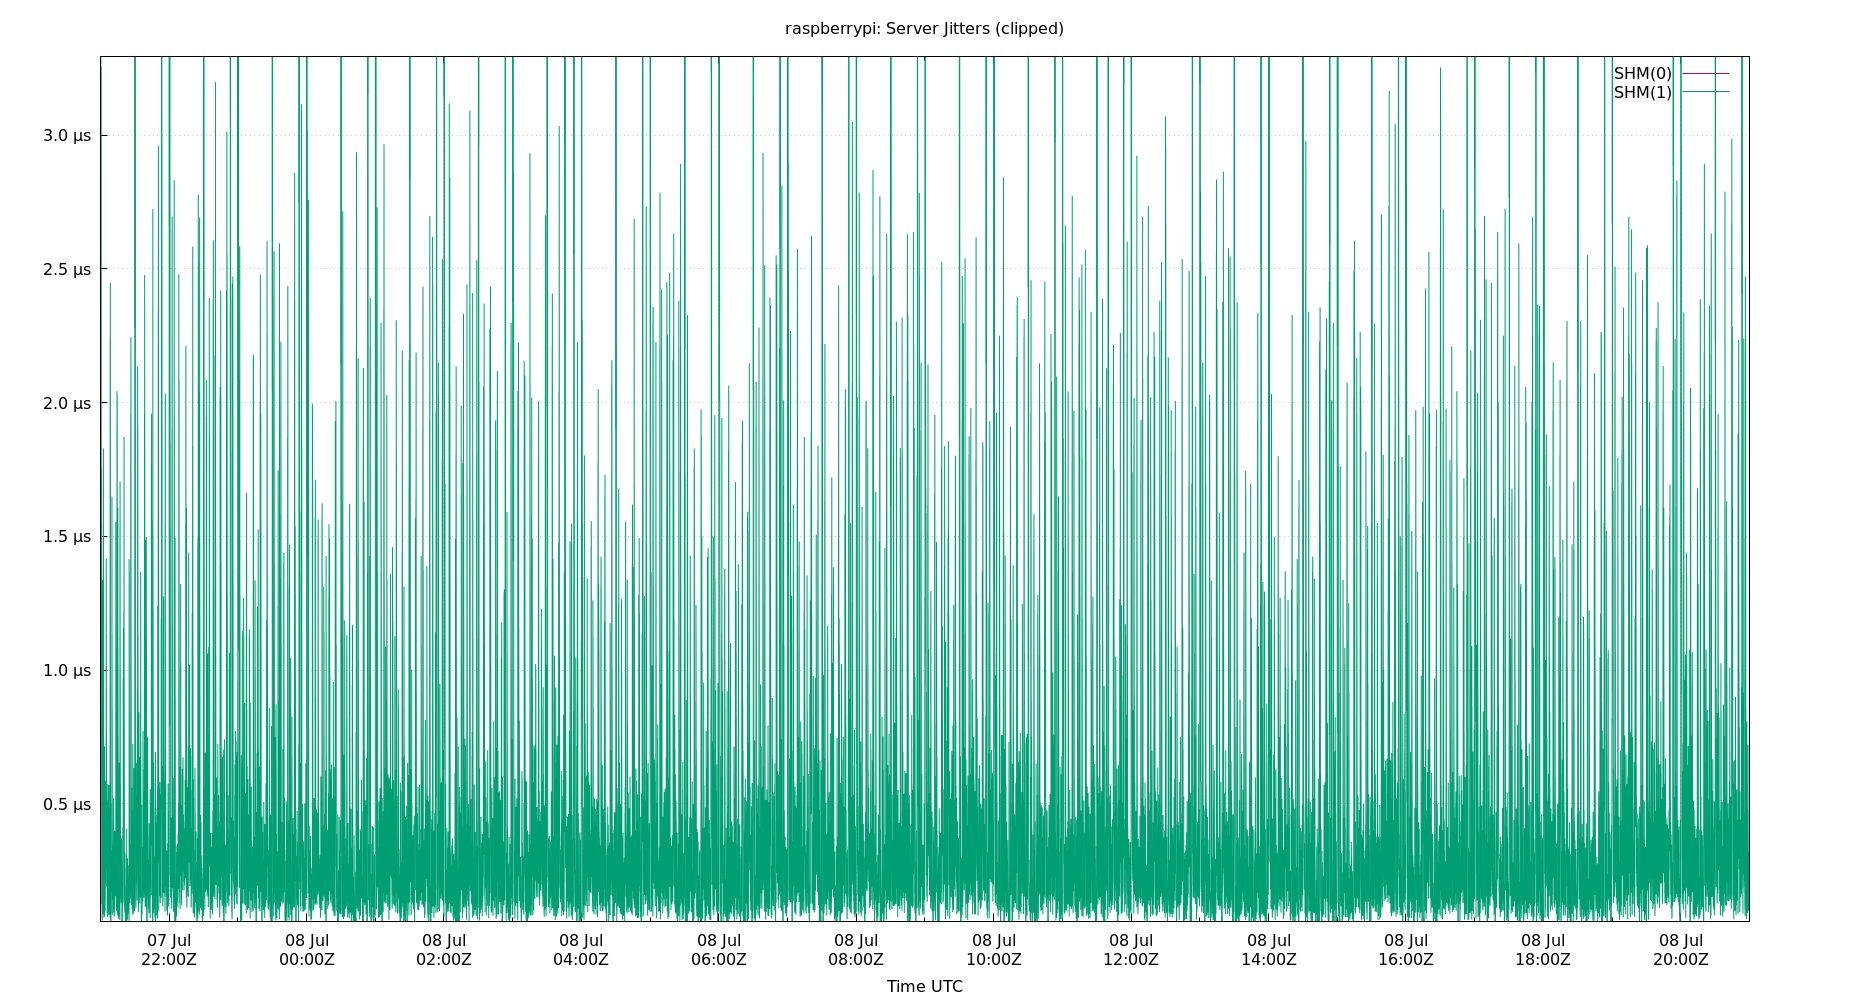 raspberrypi: Server Jitters (clipped)
SHM(0)
SHM(1)
3.0 µs
2.5 µs
2.0 µs
1.5 µs
1.0 µs
0.5 µs
07 Jul 08 Jul 08 Jul 08 Jul 08 Jul 08 Jul 08 Jul 08 Jul 08 Jul 08 Jul 08 Jul 08 Jul
22:00Z 00:00Z 02:00Z 04:00Z 06:00Z 08:00Z 10:00Z 12:00Z 14:00Z 16:00Z 18:00Z 20:00Z
Time UTC